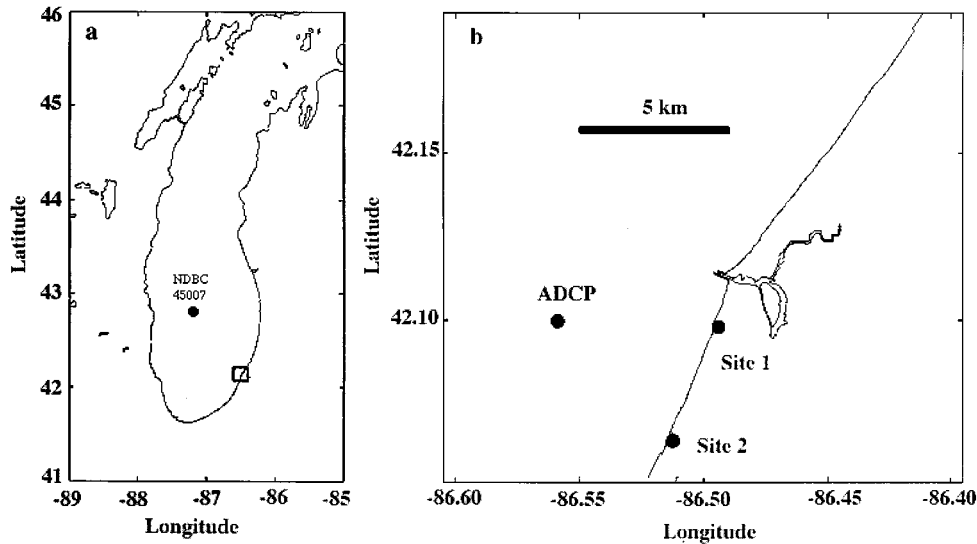 a
46
45
44
43
42
41
Latitude
NDBC
45007
-89 -88 -87 -86 -85
Longitude
b
5 km
42.15
42.10
Latitude
ADCP
Site 1
Site 2
-86.60 -86.55 -86.50 -86.45 -86.40
Longitude